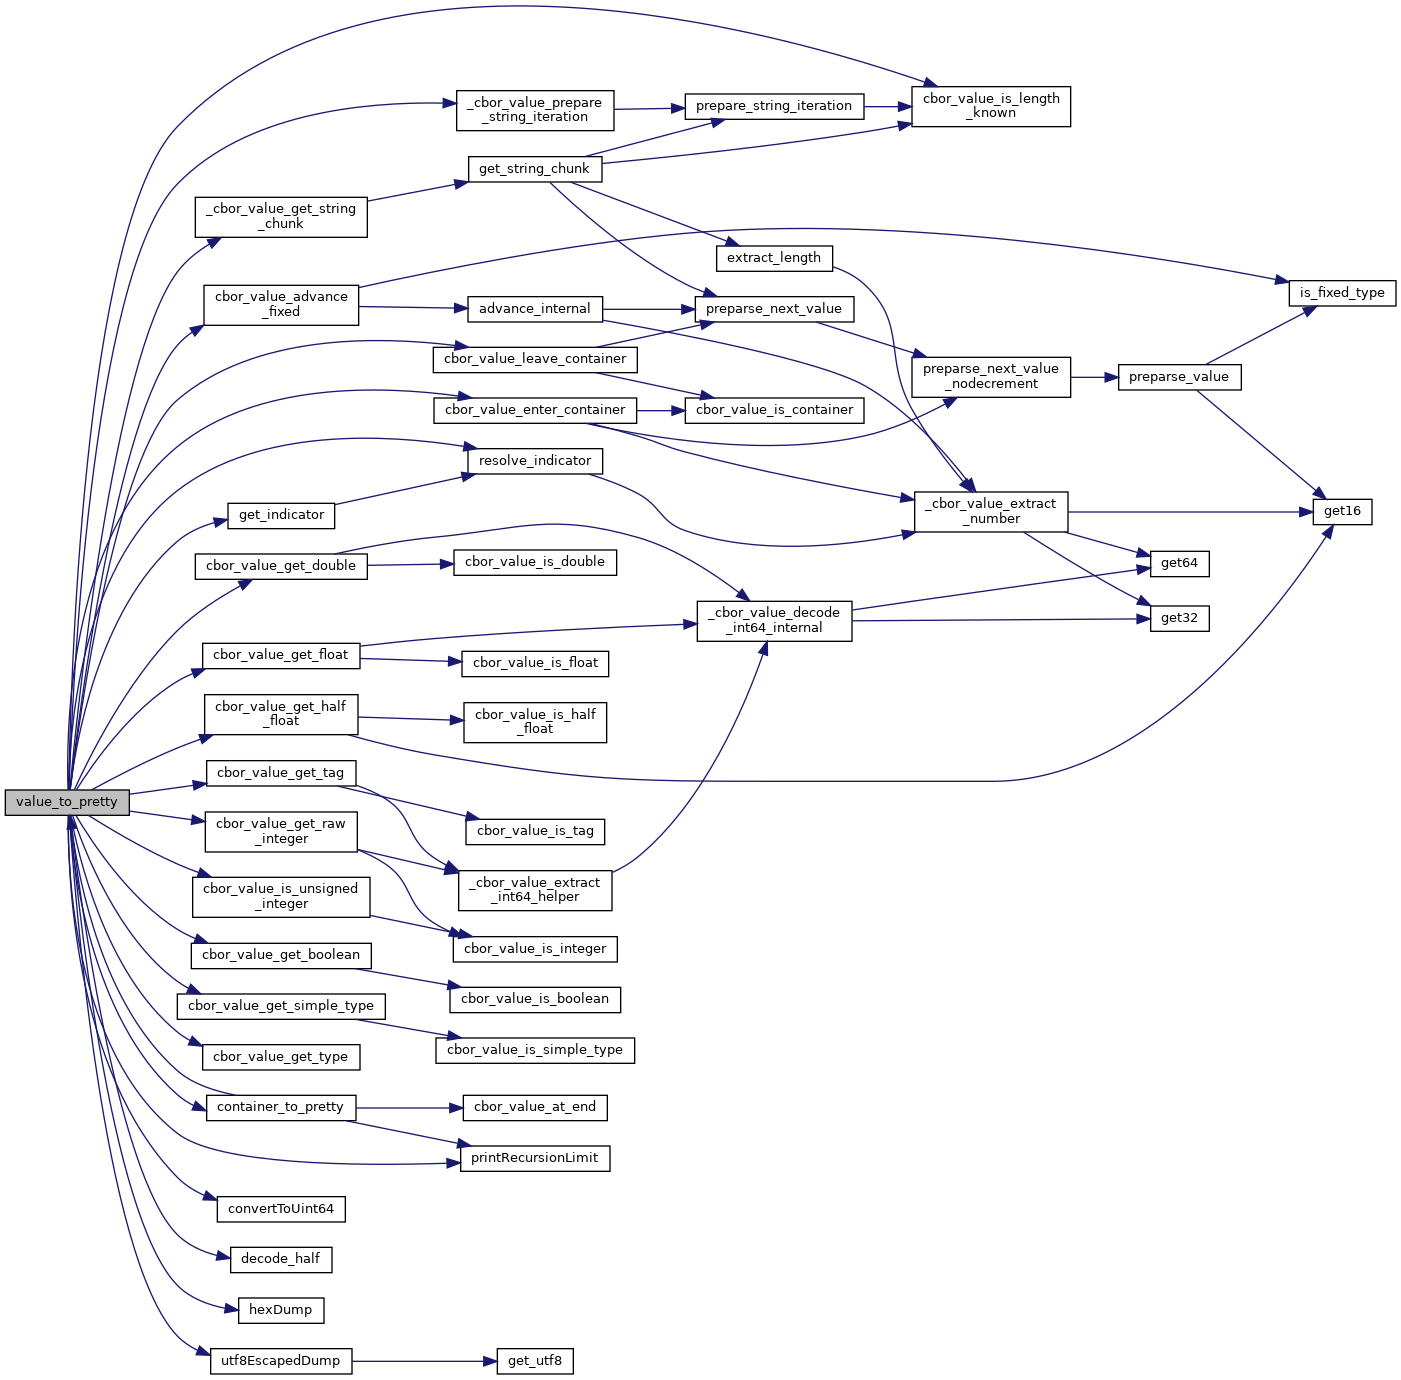 value_to_pretty
_cbor_value_prepare
_string_iteration
prepare_string_iteration
cbor_value_is_length
_known
get_string_chunk
_cbor_value_get_string
_chunk
extract_length
cbor_value_advance
_fixed
is_fixed_type
advance_internal
preparse_next_value
cbor_value_leave_container
preparse_next_value
_nodecrement
preparse_value
cbor_value_enter_container
cbor_value_is_container
resolve_indicator
get_indicator
_cbor_value_extract
_number
get16
cbor_value_get_double
cbor_value_is_double
get64
_cbor_value_decode
_int64_internal
get32
cbor_value_get_float
cbor_value_is_float
cbor_value_get_half
_float
cbor_value_is_half
_float
cbor_value_get_tag
cbor_value_is_tag
cbor_value_get_raw
_integer
_cbor_value_extract
_int64_helper
cbor_value_is_unsigned
_integer
cbor_value_is_integer
cbor_value_get_boolean
cbor_value_is_boolean
cbor_value_get_simple_type
cbor_value_is_simple_type
cbor_value_get_type
container_to_pretty
cbor_value_at_end
printRecursionLimit
convertToUint64
decode_half
hexDump
utf8EscapedDump
get_utf8